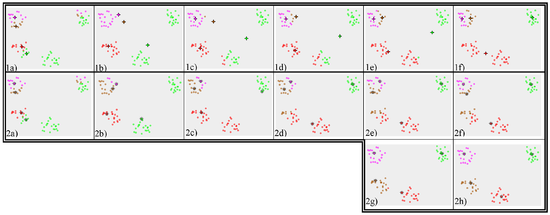 1a) 1b) 1c) 1d) 1e) 1f)
2a) 2b) 2c) 2d) 2e) 2f)
2g) 2h)